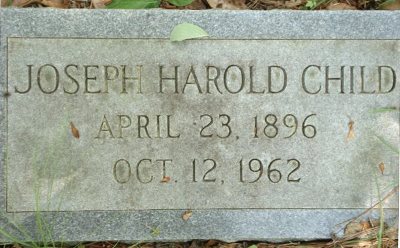 JOSEPH HAROLD CHILD
APRIL 23, 1896
OCT. 12, 1962